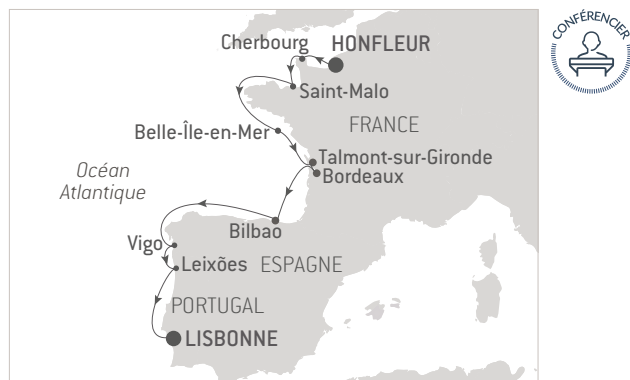 CONFÉRENCIER
Cherbourg
HONFLEUR
Saint-Malo
FRANCE
Belle-Île-en-Mer
Talmont-sur-Gironde
Bordeaux
Océan
Atlantique
Bilbao
Vigo
Leixões
ESPAGNE
PORTUGAL
LISBONNE